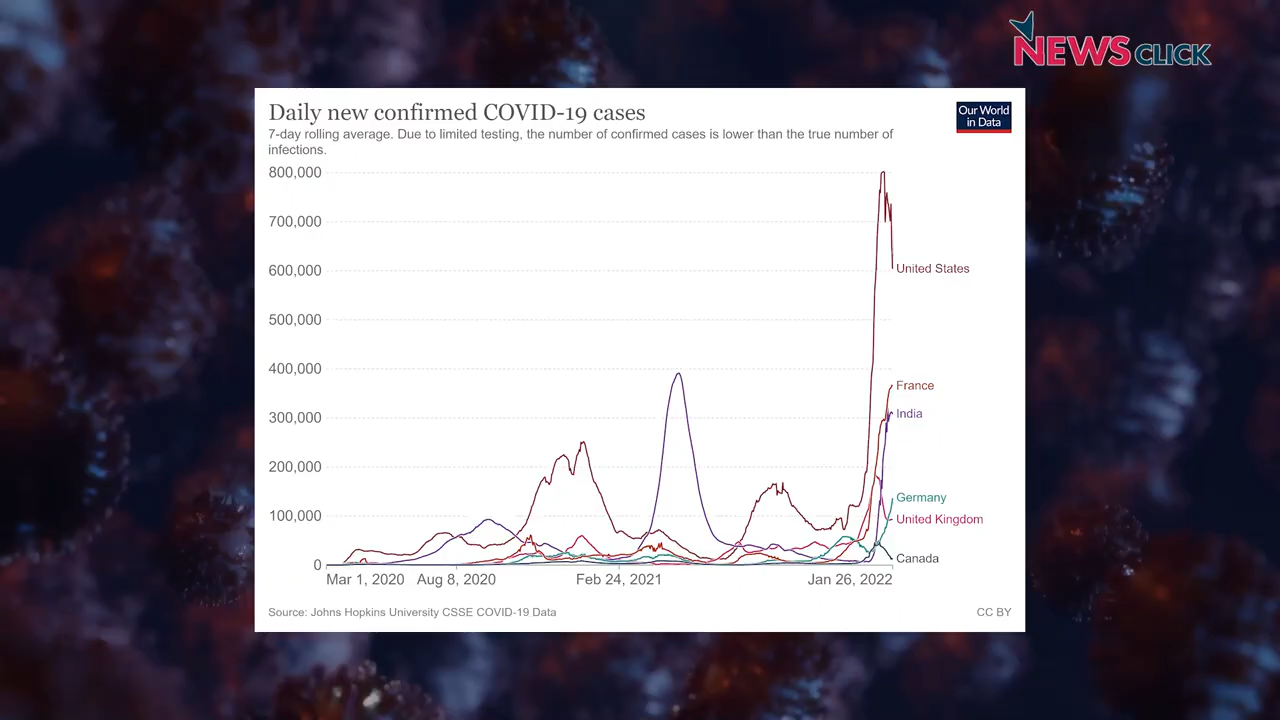 NEWSCLICK
Daily new confirmed COVID-19 cases
Our World
in Data
7-day rolling average. Due to limited testing, the number of confirmed cases is lower than the true number of
infections.
800,000
700,000
600,000
United States
500,000
400,000
France
300,000
India
200,000
Germany
100,000
United Kingdom
Canada
0
Mar 1, 2020 Aug 8, 2020 Feb 24, 2021 Jan 26, 2022
Source: Johns Hopkins University CSSE COVID-19 Data
CC BY